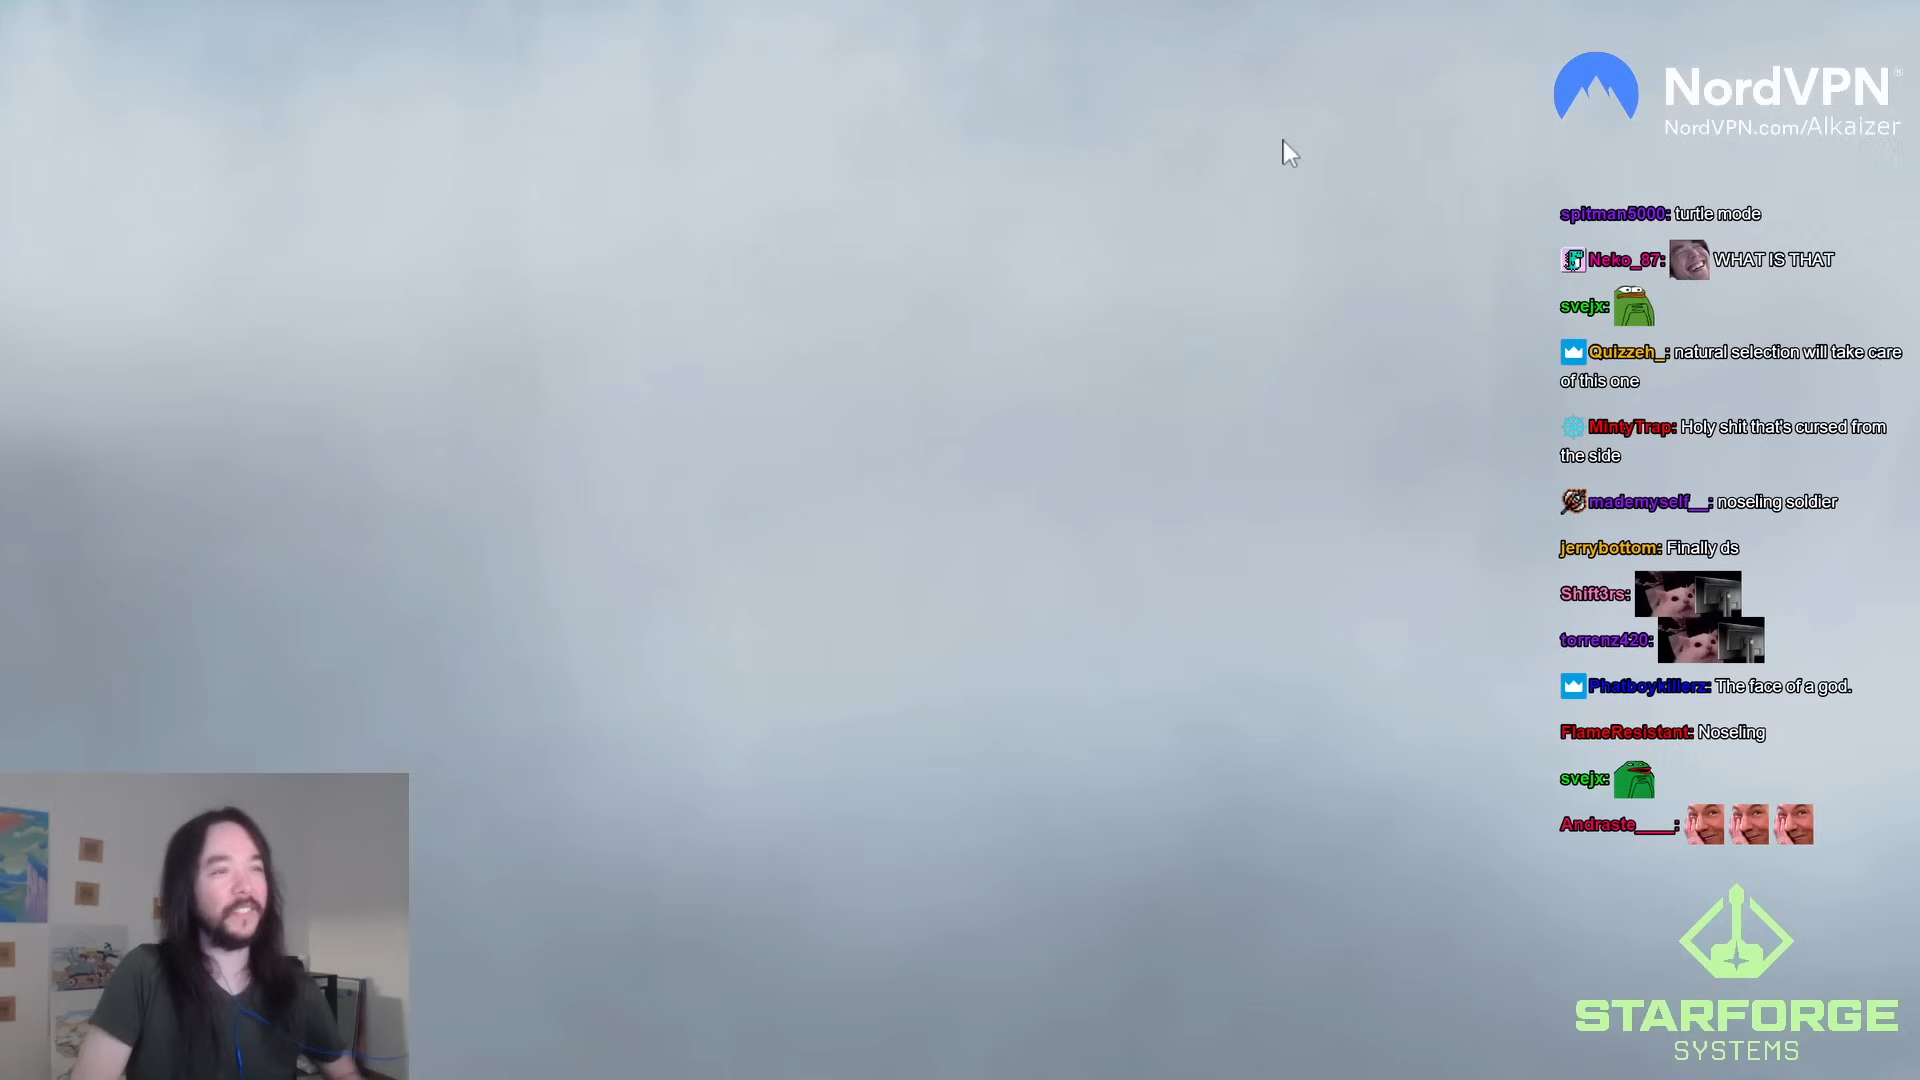 NordVPN®
NordVPN.com/Alkaizer
spitman5000: turtle mode
Neko_87: WHAT IS THAT
svejx:
Quizzeh_: natural selection will take care
of this one
MintyTrap: Holy shit that's cursed from
the side
mademyself__: noseling soldier
jerrybottom: Finally ds
Shift3rs:
torrenz420:
Phatboykillerz: The face of a god.
FlameResistant: Noseling
svejx:
Andraste____:
STARFORGE
SYSTEMS